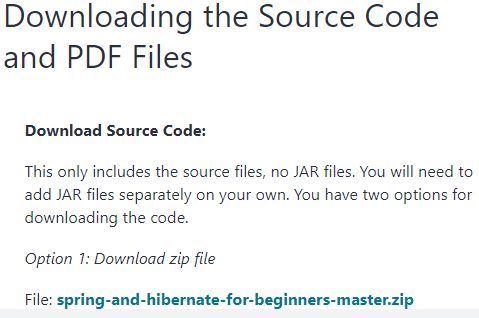 Downloading the Source Code
and PDF Files
Download Source Code:
This only includes the source files, no JAR files. You will need to
add JAR files separately on your own. You have two options for
downloading the code.
Option 1: Download zip file
File: spring-and-hibernate-for-beginners-master.zip